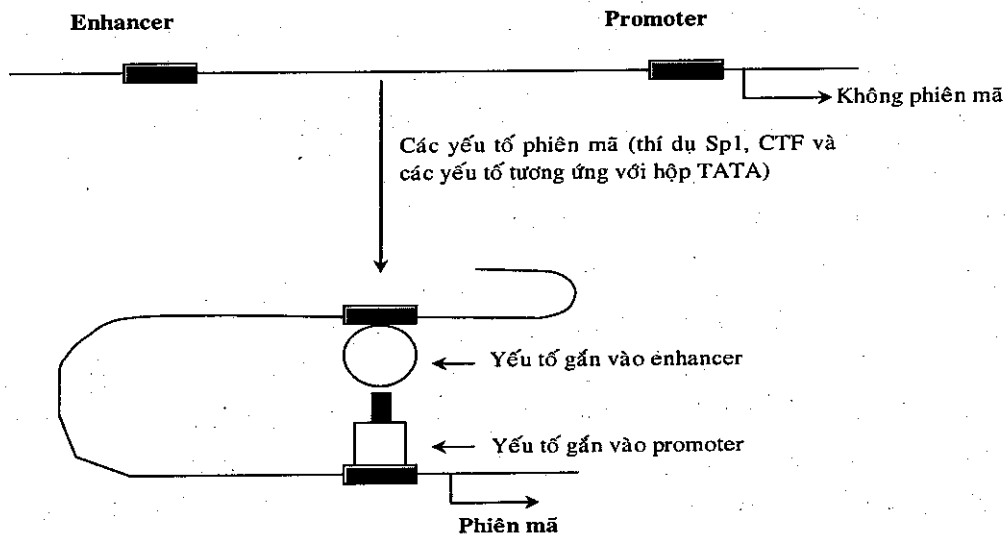 Enhancer
Promoter
Không phiên mã
Các yếu tố phiên mã (thí dụ Sp1, CTF và
các yếu tố tương ứng với hộp TATA)
Yếu tố gắn vào enhancer
Yếu tố gắn vào promoter
Phiên mã